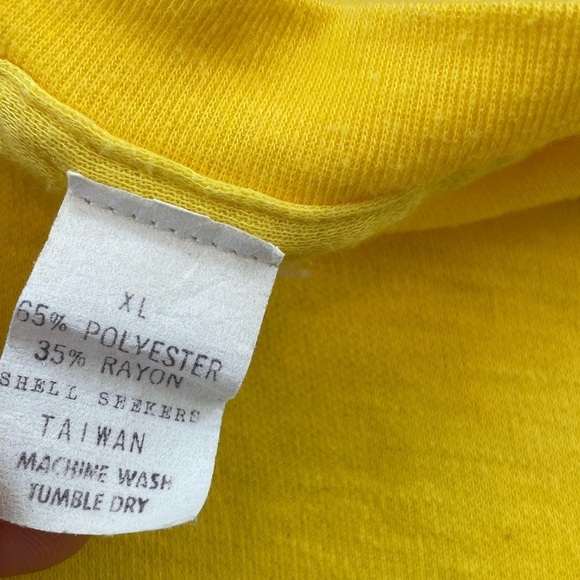 XL
65% POLYESTER
35% RAYON
SHELL SEEKERS
TAIWAN
MACHINE WASH
TUMBLE DRY